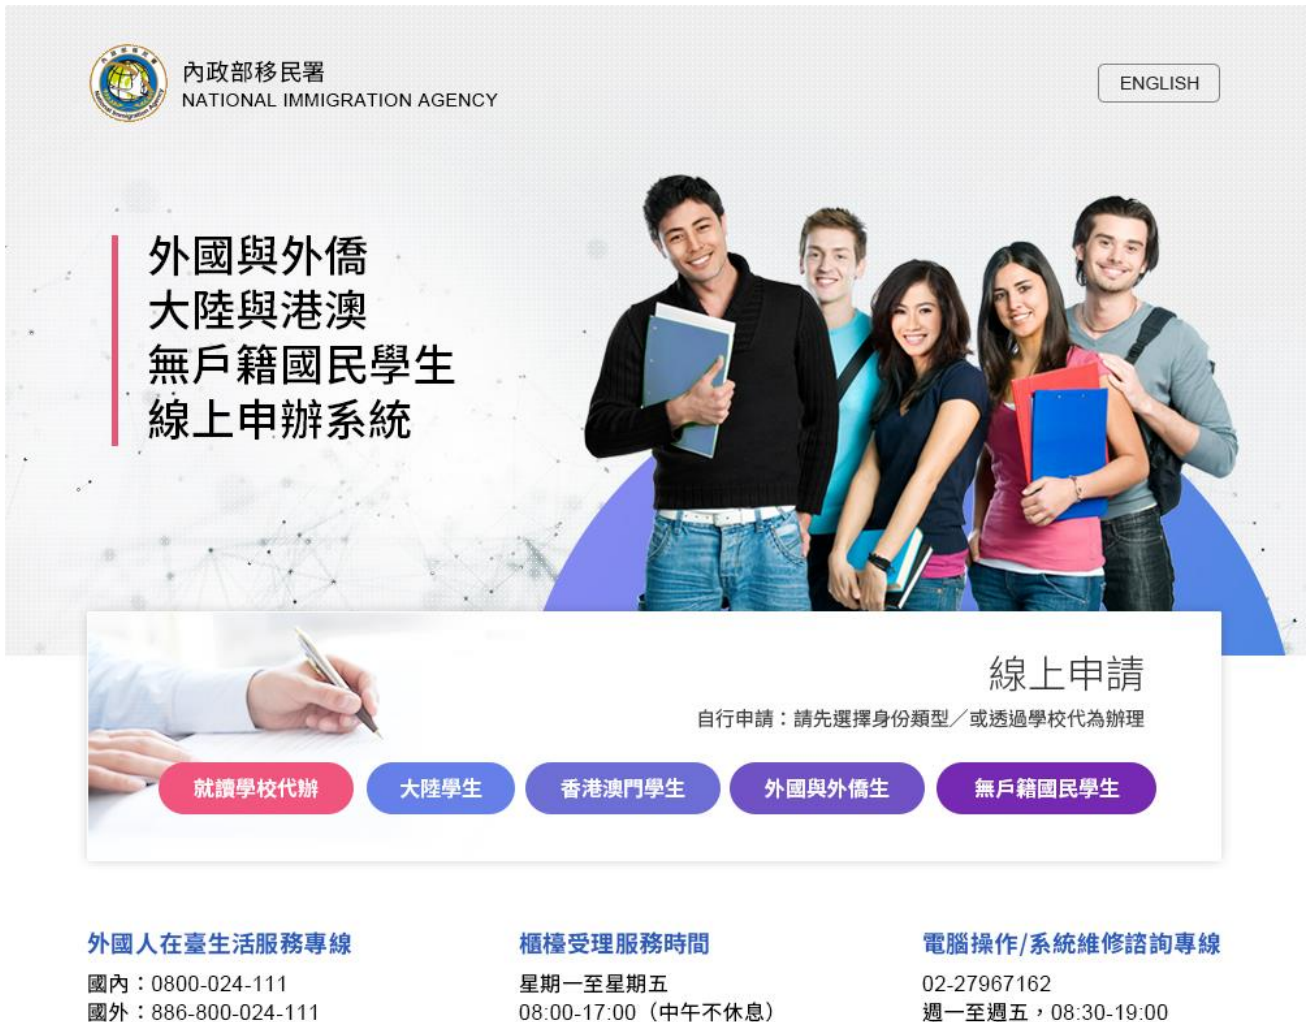 內政部移民署
NATIONAL IMMIGRATION AGENCY
ENGLISH
外國與外僑
大陸與港澳
無戶籍國民學生
線上申辦系統
線上申請
自行申請：請先選擇身份類型／或透過學校代為辦理
就讀學校代辦
大陸學生
香港澳門學生
外國與外僑生
無戶籍國民學生
外國人在臺生活服務專線
國內：0800-024-111
國外：886-800-024-111
櫃檯受理服務時間
星期一至星期五
08:00-17:00（中午不休息）
電腦操作/系統維修諮詢專線
02-27967162
週一至週五，08:30-19:00